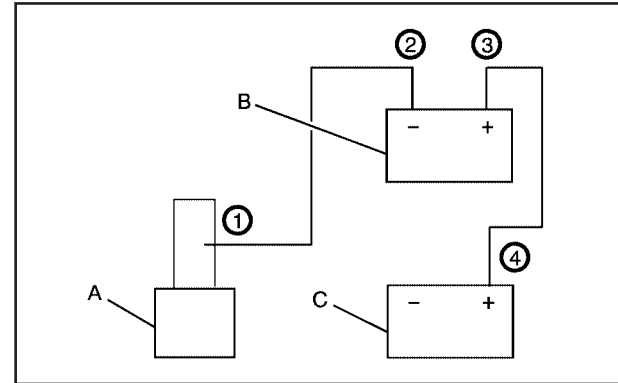 ② ③
B
− +
①
④
A
C
− +